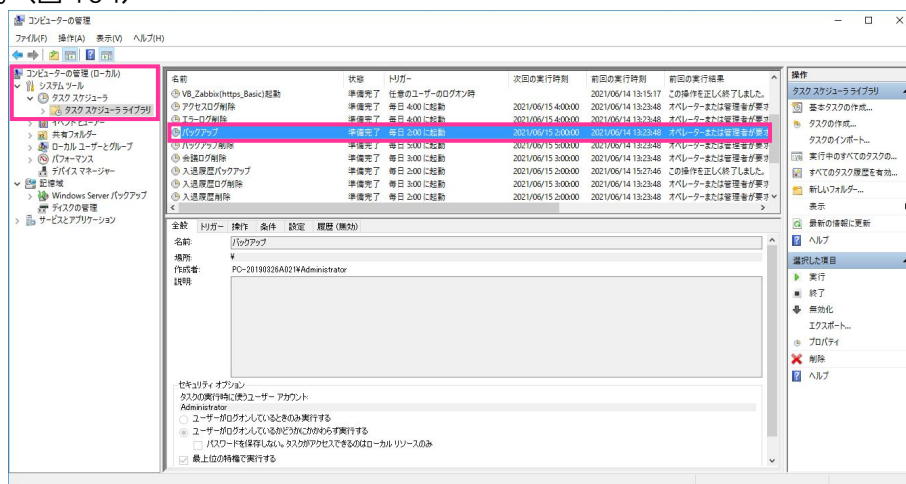 コンピューターの管理
ファイル(F) 操作(A) 表示(V) ヘルプ(H)
コンピューターの管理 (ローカル)
システム ツール
タスク スケジューラ
タスク スケジューラ ライブラリ
イベント ビューアー
共有フォルダー
ローカル ユーザーとグループ
パフォーマンス
デバイス マネージャー
記憶域
Windows Server バックアップ
ディスクの管理
サービスとアプリケーション
名前 状態 トリガー 次回の実行時刻 前回の実行時刻 前回の実行結果
VB_Zabbix(https_Basic)起動 準備完了 任意のユーザーのログオン時 2021/06/14 13:15:17 この操作を正しく終了しました。
アクセスログ削除 準備完了 毎日 4:00 に起動 2021/06/15 4:00:00 2021/06/14 13:23:48 オペレーターまたは管理者が要求
エラーログ削除 準備完了 毎日 4:00 に起動 2021/06/15 4:00:00 2021/06/14 13:23:48 オペレーターまたは管理者が要求
バックアップ 準備完了 毎日 2:00 に起動 2021/06/15 2:00:00 2021/06/14 13:23:48 オペレーターまたは管理者が要求
バックアップ削除 準備完了 毎日 5:00 に起動 2021/06/15 5:00:00 2021/06/14 13:23:48 オペレーターまたは管理者が要求
会議ログ削除 準備完了 毎日 3:00 に起動 2021/06/15 3:00:00 2021/06/14 13:23:48 オペレーターまたは管理者が要求
入退履歴バックアップ 準備完了 毎日 2:00 に起動 2021/06/15 2:00:00 2021/06/14 15:27:46 この操作を正しく終了しました。
入退履歴ログ削除 準備完了 毎日 3:00 に起動 2021/06/15 3:00:00 2021/06/14 13:23:48 オペレーターまたは管理者が要求
入退履歴削除 準備完了 毎日 2:00 に起動 2021/06/15 2:00:00 2021/06/14 13:23:48 オペレーターまたは管理者が要求
全般 トリガー 操作 条件 設定 履歴 (無効)
名前: バックアップ
場所: ¥
作成者: PC-20190326A021¥Administrator
説明:
セキュリティ オプション
タスクの実行時に使うユーザー アカウント:
Administrator
ユーザーがログオンしているときのみ実行する
ユーザーがログオンしているかどうかにかかわらず実行する
パスワードを保存しない。タスクがアクセスできるのはローカル リソースのみ
最上位の特権で実行する
操作
タスク スケジューラ ライブラリ
基本タスクの作成...
タスクの作成...
タスクのインポート...
実行中のすべてのタスクの...
すべてのタスク履歴を有効...
新しいフォルダー...
表示
最新の情報に更新
ヘルプ
選択した項目
実行
終了
無効化
エクスポート...
プロパティ
削除
ヘルプ